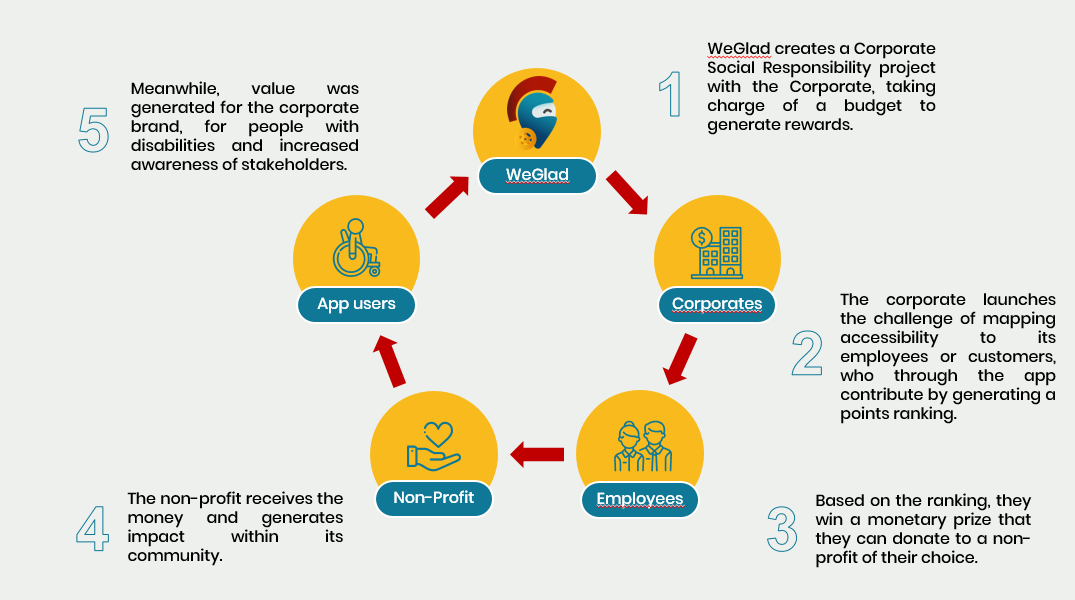 1
WeGlad creates a Corporate
Social Responsibility project
with the Corporate, taking
charge of a budget to
generate rewards.
5
Meanwhile, value was
generated for the corporate
brand, for people with
disabilities and increased
awareness of stakeholders.
WeGlad
App users
$
Corporates
2
The corporate launches
the challenge of mapping
accessibility to its
employees or customers,
who through the app
contribute by generating a
points ranking.
Non-Profit
Employees
4
The non-profit receives the
money and generates
impact within its
community.
3
Based on the ranking, they
win a monetary prize that
they can donate to a non-
profit of their choice.